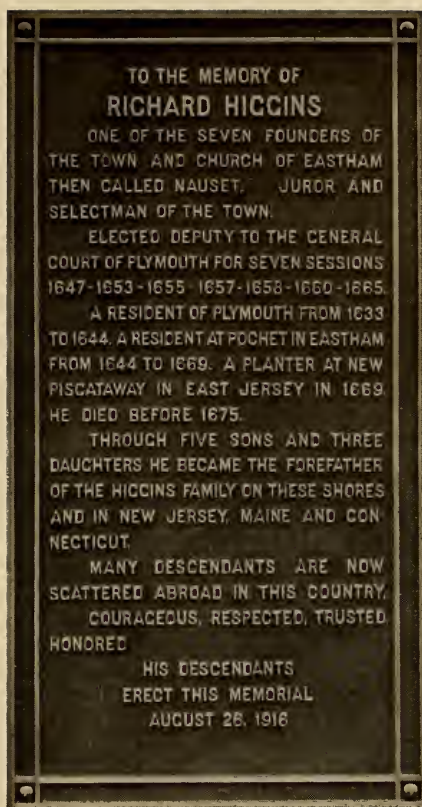 TO THE MEMORY OF
RICHARD HIGGINS
ONE OF THE SEVEN FOUNDERS OF
THE TOWN AND CHURCH OF EASTHAM
THEN CALLED NAUSET. JUROR AND
SELECTMAN OF THE TOWN.
ELECTED DEPUTY TO THE GENERAL
COURT OF PLYMOUTH FOR SEVEN SESSIONS
1647-1653-1655-1657-1658-1660-1665.
A RESIDENT OF PLYMOUTH FROM 1633
TO 1644. A RESIDENT AT POCHET IN EASTHAM
FROM 1644 TO 1669. A PLANTER AT NEW
PISCATAWAY IN EAST JERSEY IN 1669
HE DIED BEFORE 1675.
THROUGH FIVE SONS AND THREE
DAUGHTERS HE BECAME THE FOREFATHER
OF THE HIGGINS FAMILY ON THESE SHORES
AND IN NEW JERSEY, MAINE AND CON-
NECTICUT.
MANY DESCENDANTS ARE NOW
SCATTERED ABROAD IN THIS COUNTRY.
COURAGEOUS, RESPECTED, TRUSTED
HONORED
HIS DESCENDANTS
ERECT THIS MEMORIAL
AUGUST 26, 1916